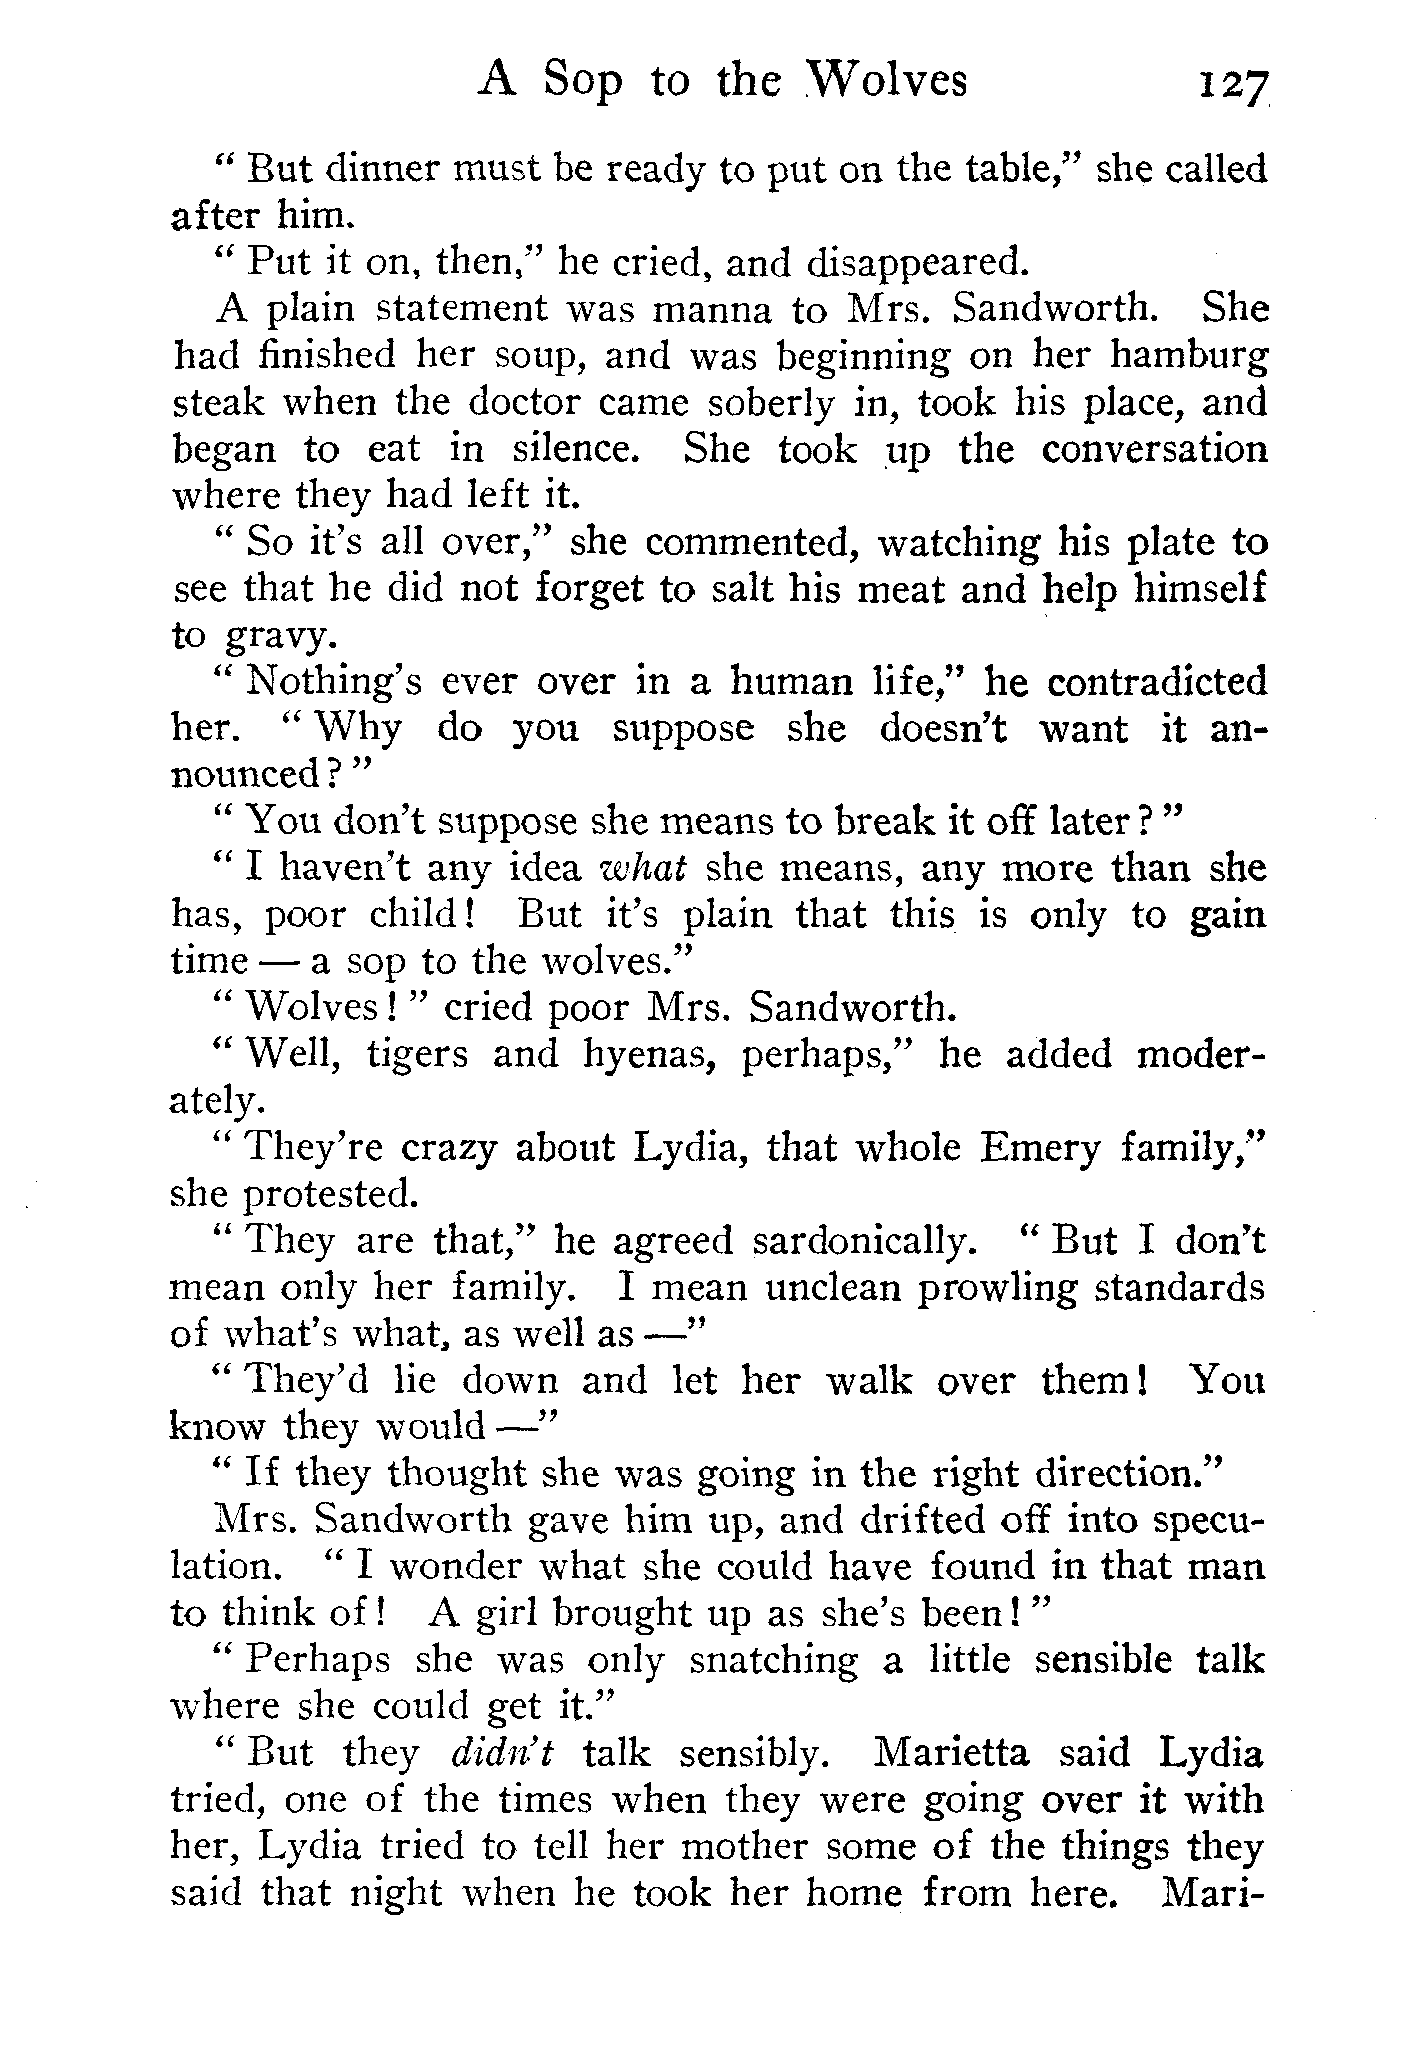 A Sop to the Wolves 127
“ But dinner must be ready to put on the table,” she called
after him.
“ Put it on, then,” he cried, and disappeared.
A plain statement was manna to Mrs. Sandworth. She
had finished her soup, and was beginning on her hamburg
steak when the doctor came soberly in, took his place, and
began to eat in silence. She took up the conversation
where they had left it.
“ So it’s all over,” she commented, watching his plate to
see that he did not forget to salt his meat and help himself
to gravy.
“ Nothing’s ever over in a human life,” he contradicted
her. “ Why do you suppose she doesn’t want it an-
nounced ? ”
“ You don’t suppose she means to break it off later ? ”
“ I haven’t any idea what she means, any more than she
has, poor child ! But it’s plain that this is only to gain
time — a sop to the wolves.”
“ Wolves ! ” cried poor Mrs. Sandworth.
“ Well, tigers and hyenas, perhaps,” he added moder-
ately.
“ They’re crazy about Lydia, that whole Emery family,”
she protested.
“ They are that,” he agreed sardonically. “ But I don’t
mean only her family. I mean unclean prowling standards
of what’s what, as well as —”
“ They’d lie down and let her walk over them ! You
know they would —”
“ If they thought she was going in the right direction.”
Mrs. Sandworth gave him up, and drifted off into specu-
lation. “ I wonder what she could have found in that man
to think of ! A girl brought up as she’s been ! ”
“ Perhaps she was only snatching a little sensible talk
where she could get it.”
“ But they didn’t talk sensibly. Marietta said Lydia
tried, one of the times when they were going over it with
her, Lydia tried to tell her mother some of the things they
said that night when he took her home from here. Mari-